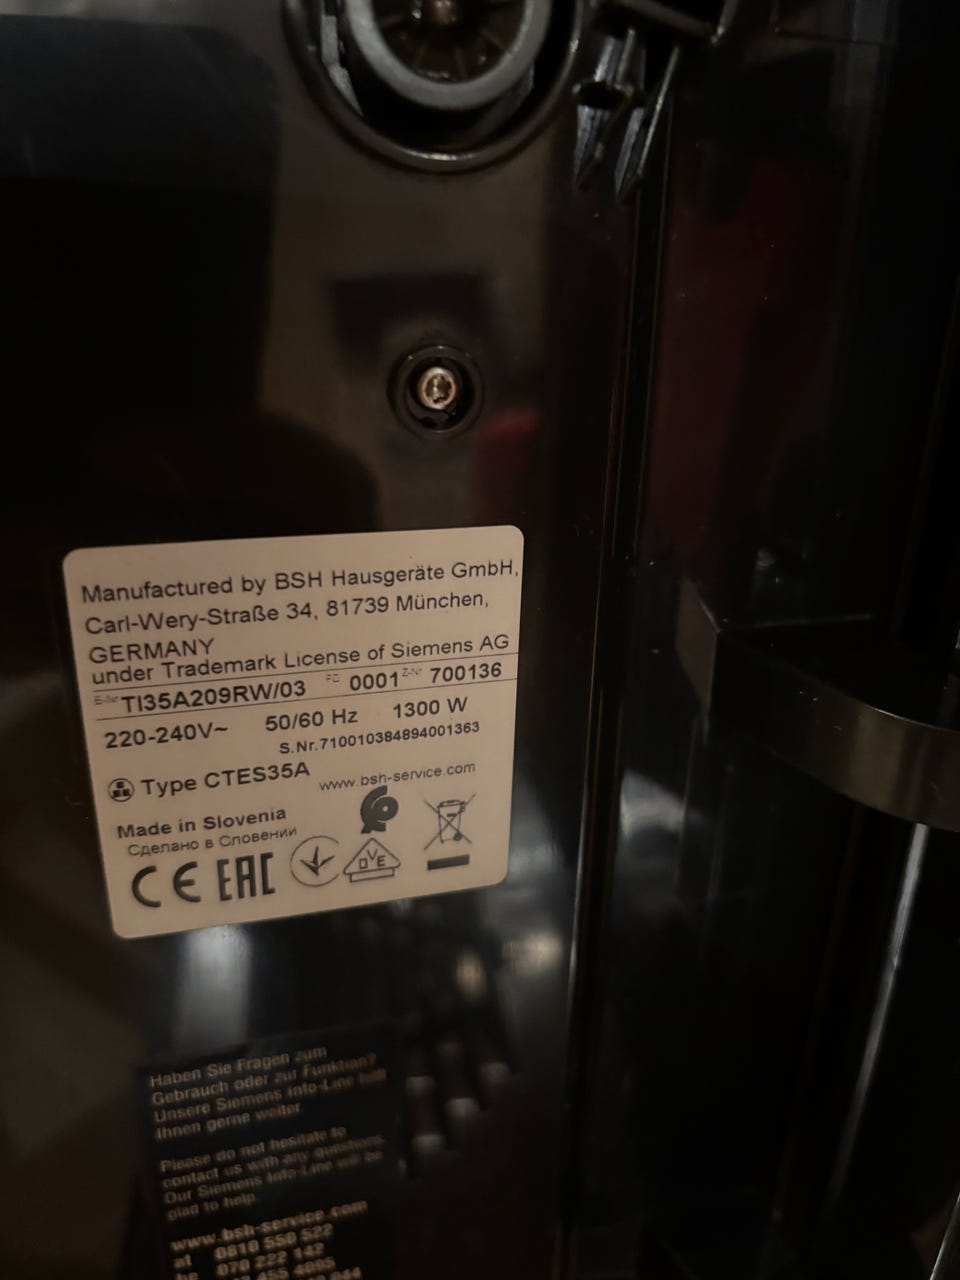 Manufactured by BSH Hausgeräte GmbH,
Carl-Wery-Straße 34, 81739 München,
GERMANY
under Trademark License of Siemens AG
E-Nr TI35A209RW/03 FD 0001 Z-Nr 700136
220-240V~ 50/60 Hz 1300 W
S.Nr.710010384894001363
Type CTES35A
www.bsh-service.com
Made in Slovenia
Сделано в Словении
CE EAC OVE
Haben Sie Fragen zum
Gebrauch oder zur Funktion?
Unsere Siemens Info-Line hilft
Ihnen gerne weiter.
Please do not hesitate to
contact us with any questions
Our Siemens Info-Line will be
glad to help.
www.bsh-service.com
at 0810 550 522
be 070 222 142